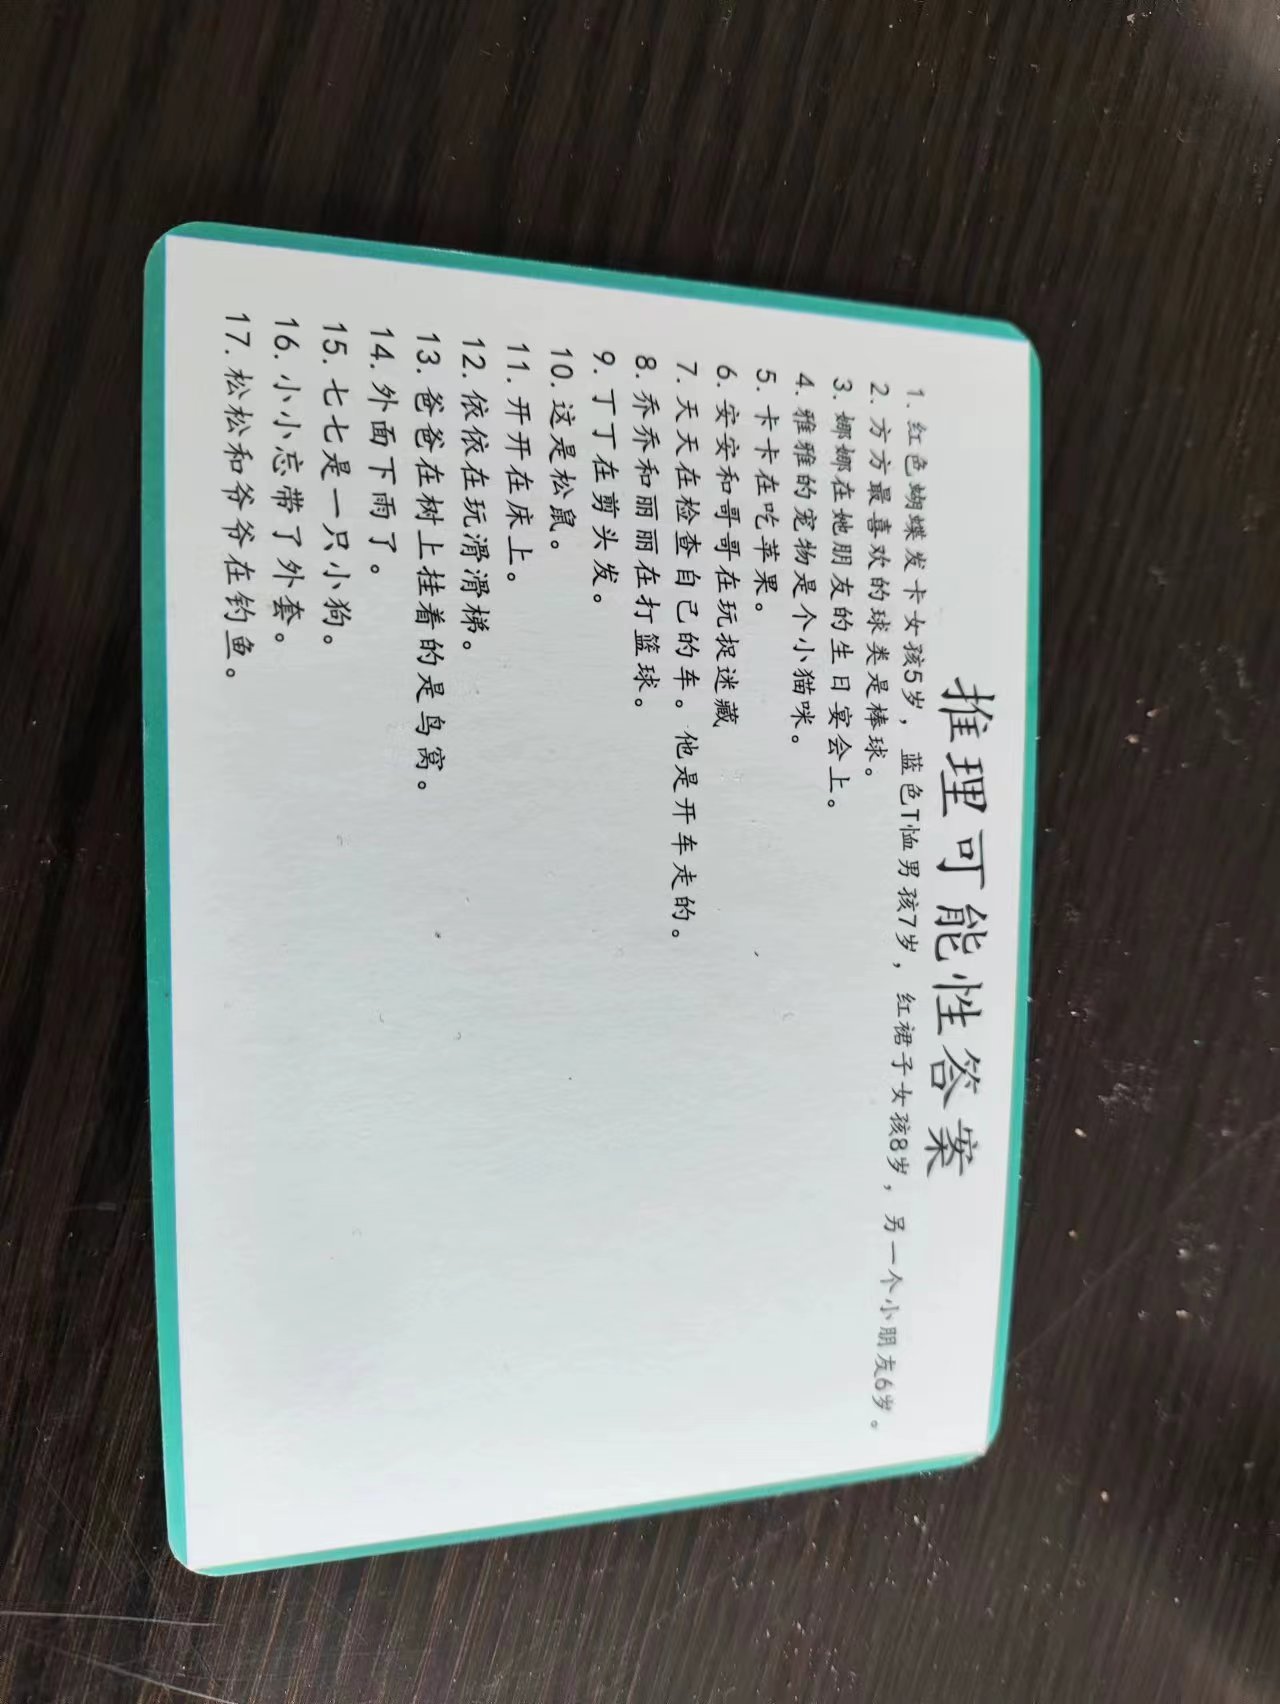 推理可能性答案
1. 红色蝴蝶发卡女孩5岁，蓝色T恤男孩7岁，红裙子女孩8岁，另一个小朋友6岁。
2. 方方最喜欢的球类是棒球。
3. 娜娜在她朋友的生日宴会上。
4. 雅雅的宠物是个小猫咪。
5. 卡卡在吃苹果。
6. 安安和哥哥在玩捉迷藏
7. 天天在检查自己的车。他是开车走的。
8. 乔乔和丽丽在打篮球。
9. 丁丁在剪头发。
10. 这是松鼠。
11. 开开在床上。
12. 依依在玩滑滑梯。
13. 爸爸在树上挂着的是鸟窝。
14. 外面下雨了。
15. 七七是一只小狗。
16. 小小忘带了外套。
17. 松松和爷爷在钓鱼。